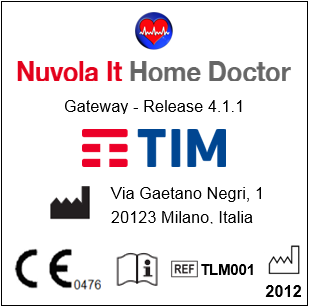 Nuvola It Home Doctor
Gateway - Release 4.1.1
TIM
Via Gaetano Negri, 1
20123 Milano, Italia
CE 0476
i
REF TLM001
2012